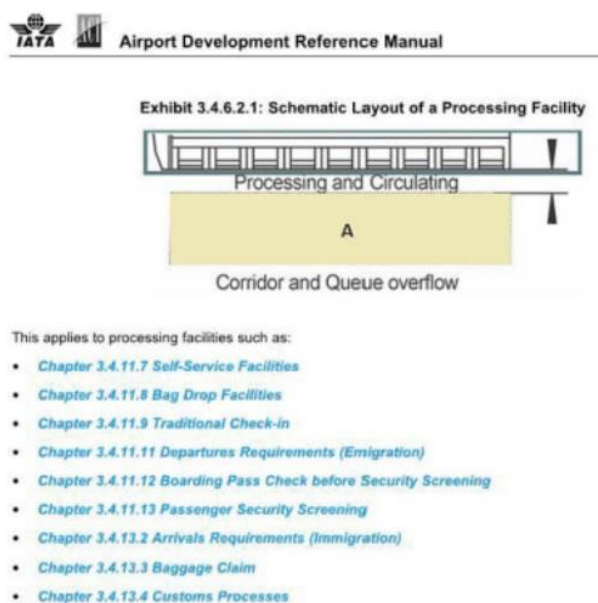 IATA
Airport Development Reference Manual
Exhibit 3.4.6.2.1: Schematic Layout of a Processing Facility
Processing and Circulating
A
Corridor and Queue overflow
This applies to processing facilities such as:
• Chapter 3.4.11.7 Self-Service Facilities
• Chapter 3.4.11.8 Bag Drop Facilities
• Chapter 3.4.11.9 Traditional Check-in
• Chapter 3.4.11.11 Departures Requirements (Emigration)
• Chapter 3.4.11.12 Boarding Pass Check before Security Screening
• Chapter 3.4.11.13 Passenger Security Screening
• Chapter 3.4.13.2 Arrivals Requirements (Immigration)
• Chapter 3.4.13.3 Baggage Claim
• Chapter 3.4.13.4 Customs Processes